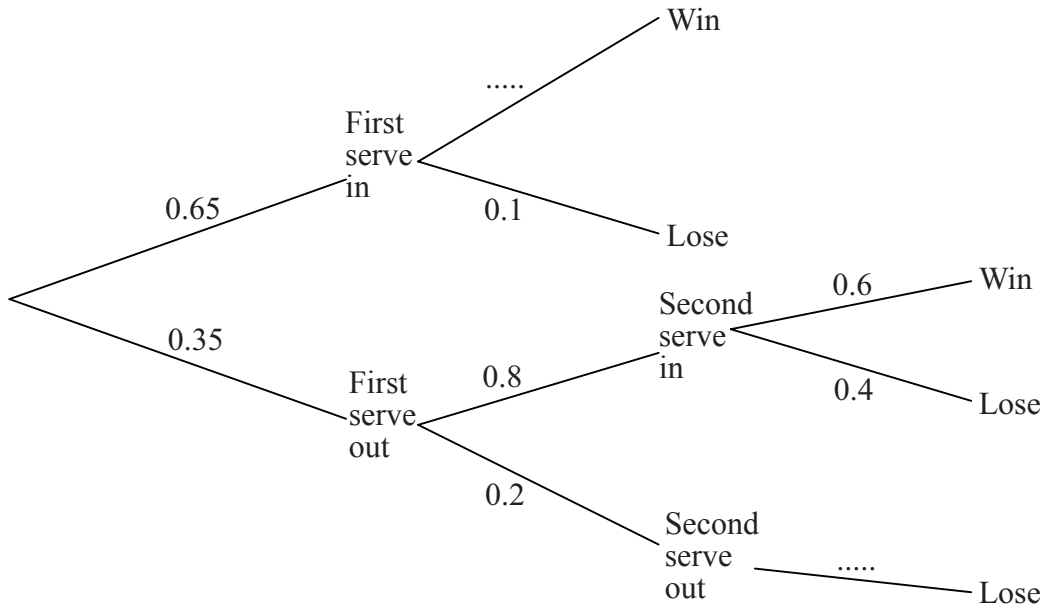 Win
.....
First
serve
in
0.65
0.1
Lose
0.35
First
serve
out
0.8
Second
serve
in
0.6
Win
0.4
Lose
0.2
Second
serve
out
.....
Lose